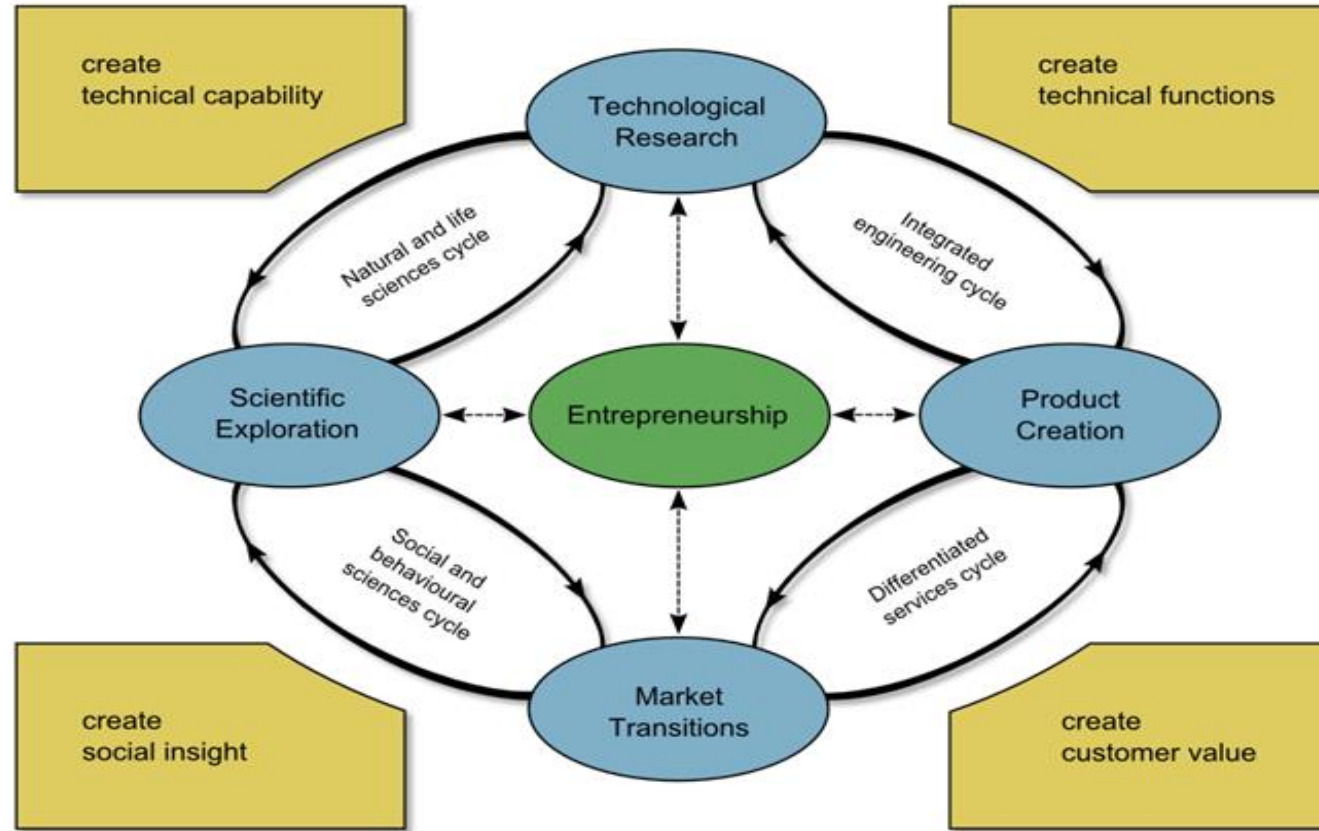 create
technical capability
create
technical functions
Technological
Research
Natural and life
sciences cycle
Integrated
engineering cycle
Scientific
Exploration
Entrepreneurship
Product
Creation
Social and
behavioural
sciences cycle
Differentiated
services cycle
Market
Transitions
create
social insight
create
customer value